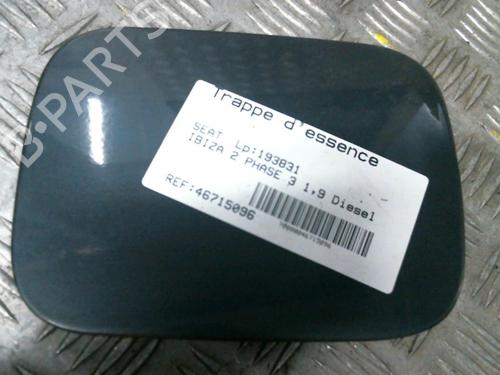 B-PARTS
Trappe d'essence
SEAT Lp:193831
IBIZA 2 PHASE 3 1,9 Diesel
REF:46715096